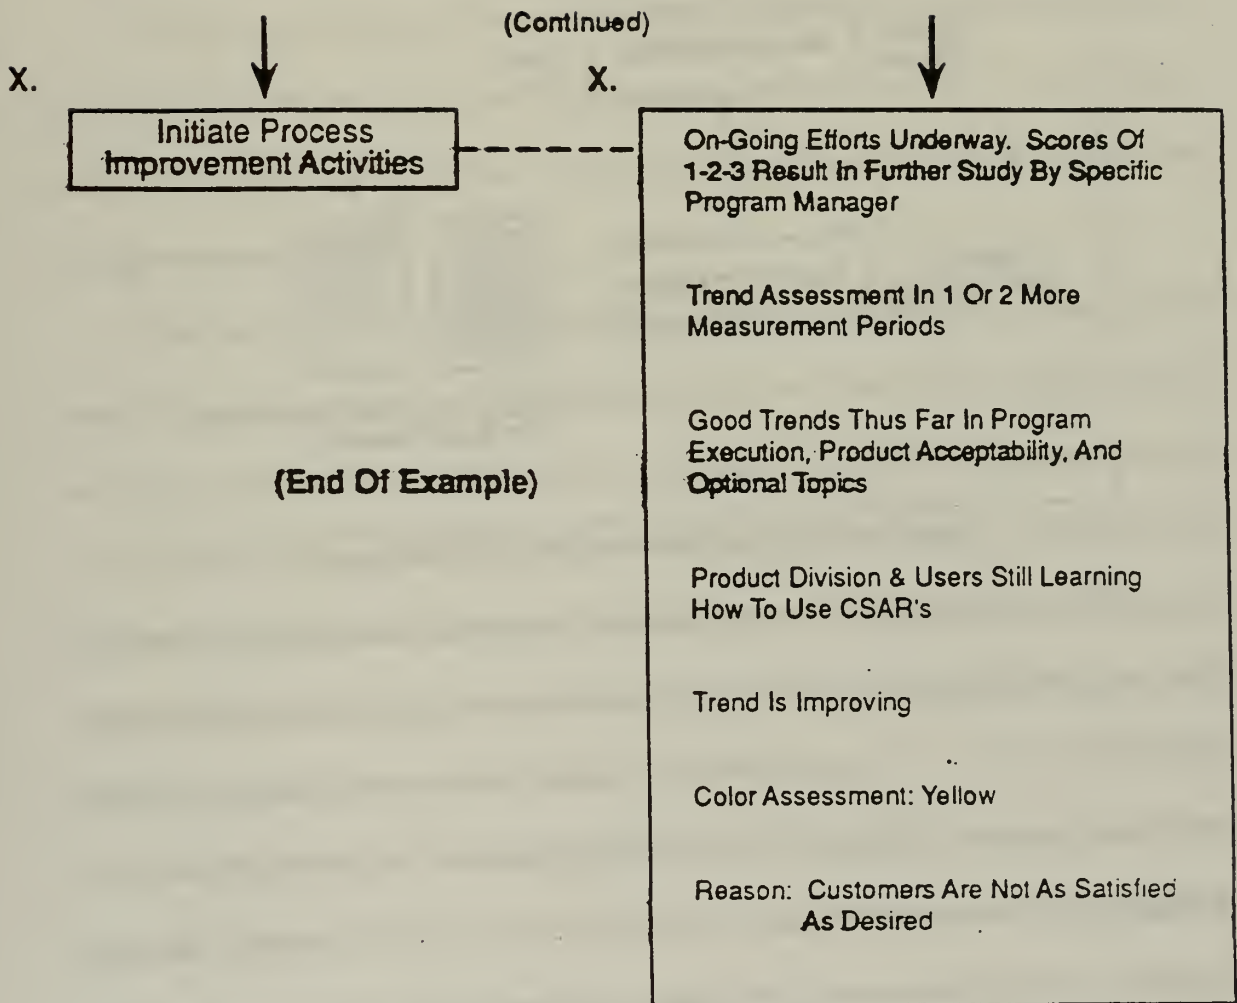 (Continued)
X.
Initiate Process
Improvement Activities
X.
On-Going Efforts Underway. Scores Of
1-2-3 Result In Further Study By Specific
Program Manager
Trend Assessment In 1 Or 2 More
Measurement Periods
Good Trends Thus Far In Program
Execution, Product Acceptability, And
Optional Topics
Product Division & Users Still Learning
How To Use CSAR's
Trend Is Improving
Color Assessment: Yellow
Reason: Customers Are Not As Satisfied
As Desired
(End Of Example)